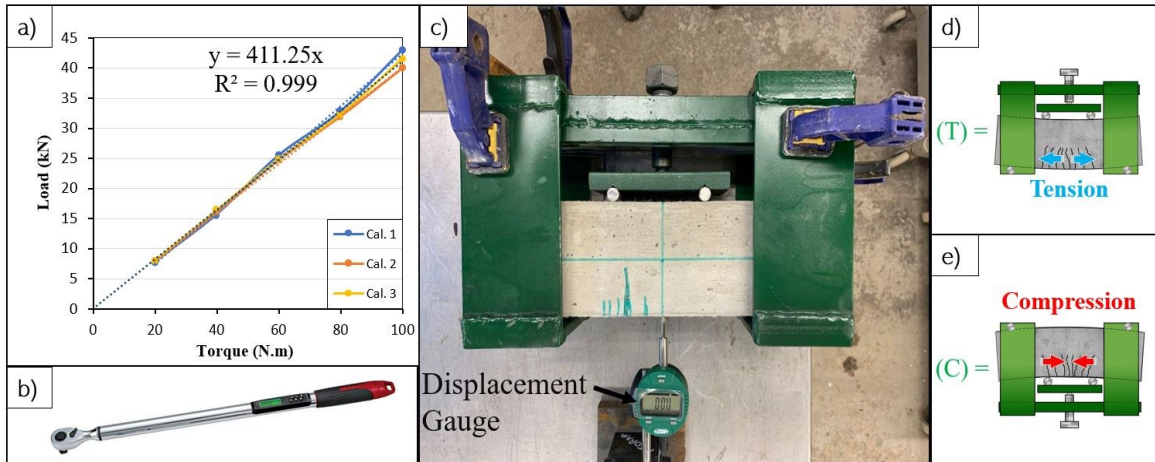 a)
y = 411.25x
R² = 0.999
Load (kN)
45
40
35
30
25
20
15
10
5
0
0 20 40 60 80 100
Torque (N.m)
Cal. 1
Cal. 2
Cal. 3
b)
c)
Displacement
Gauge
000
d)
(T) =
Tension
e)
Compression
(C) =